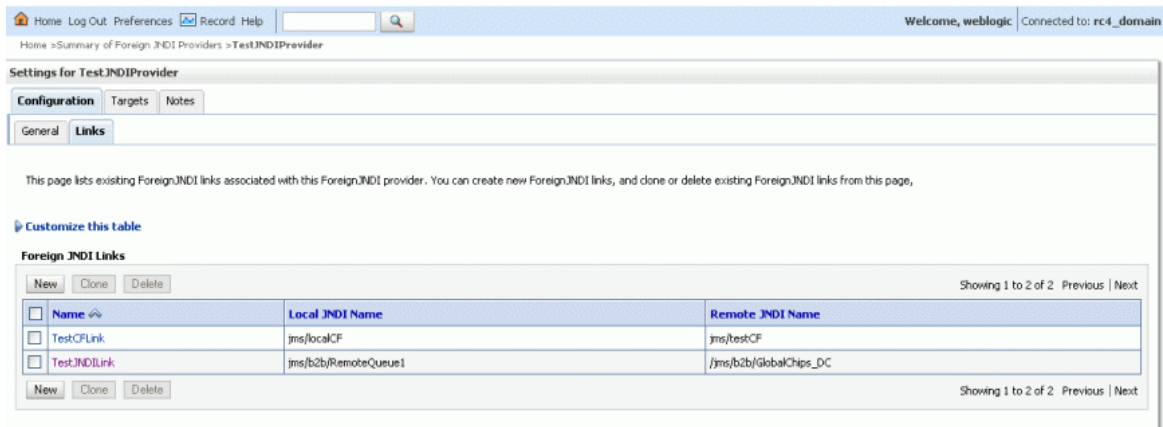 Home Log Out Preferences Record Help Welcome, weblogic Connected to: rc4_domain
Home >Summary of Foreign JNDI Providers >TestJNDIProvider
Settings for TestJNDIProvider
Configuration Targets Notes
General Links
This page lists exisiting ForeignJNDI links associated with this ForeignJNDI provider. You can create new ForeignJNDI links, and clone or delete existing ForeignJNDI links from this page,
Customize this table
Foreign JNDI Links
New Clone Delete Showing 1 to 2 of 2 Previous | Next
Name Local JNDI Name Remote JNDI Name
TestCFLink jms/localCF jms/testCF
TestJNDILink jms/b2b/RemoteQueue1 /jms/b2b/GlobalChips_DC
New Clone Delete Showing 1 to 2 of 2 Previous | Next